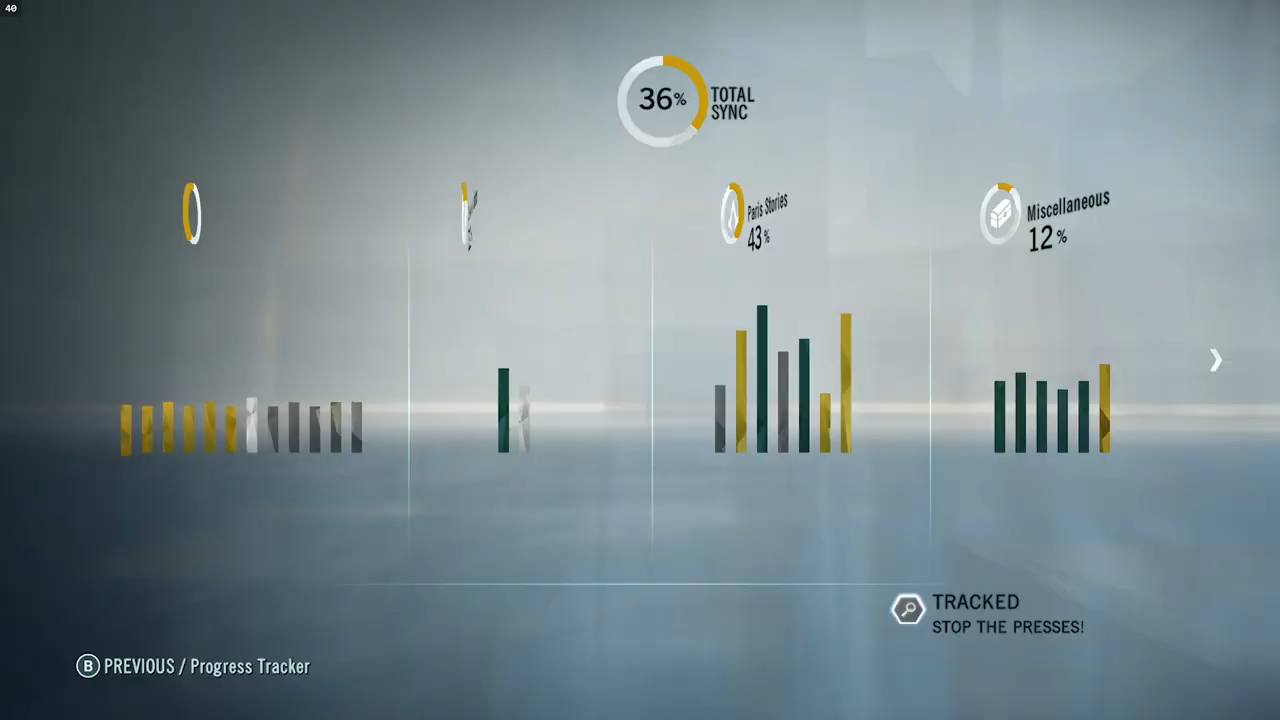 40
36%
TOTAL
SYNC
Paris Stories
43%
Miscellaneous
12%
TRACKED
STOP THE PRESSES!
B PREVIOUS / Progress Tracker